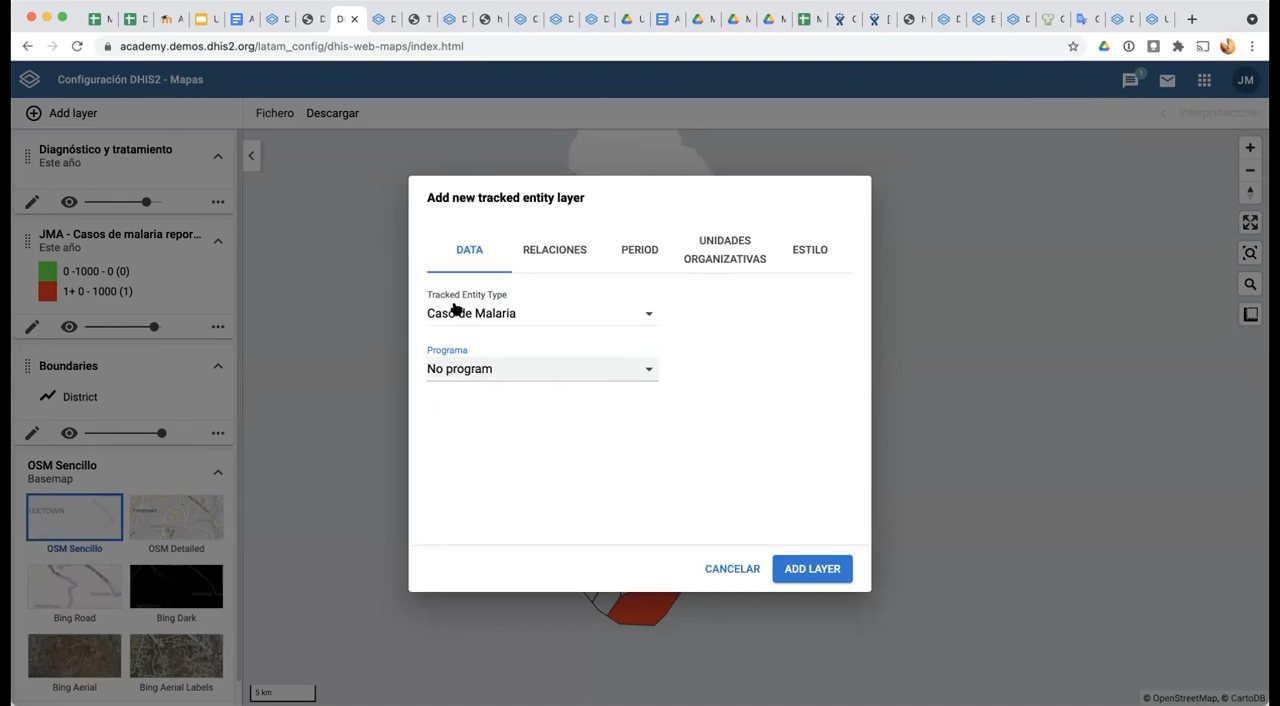 academy.demos.dhis2.org/latam_config/dhis-web-maps/index.html
Configuración DHIS2 - Mapas
1
JM
Add layer
Fichero
Descargar
Interpretaciones
Diagnóstico y tratamiento
Este año
JMA - Casos de malaria repor...
Este año
0 -1000 - 0 (0)
1+ 0 - 1000 (1)
Boundaries
District
OSM Sencillo
Basemap
OSM Sencillo
OSM Detailed
Bing Road
Bing Dark
Bing Aerial
Bing Aerial Labels
Add new tracked entity layer
DATA
RELACIONES
PERIOD
UNIDADES
ORGANIZATIVAS
ESTILO
Tracked Entity Type
Caso de Malaria
Programa
No program
CANCELAR
ADD LAYER
5 km
© OpenStreetMap, © CartoDB